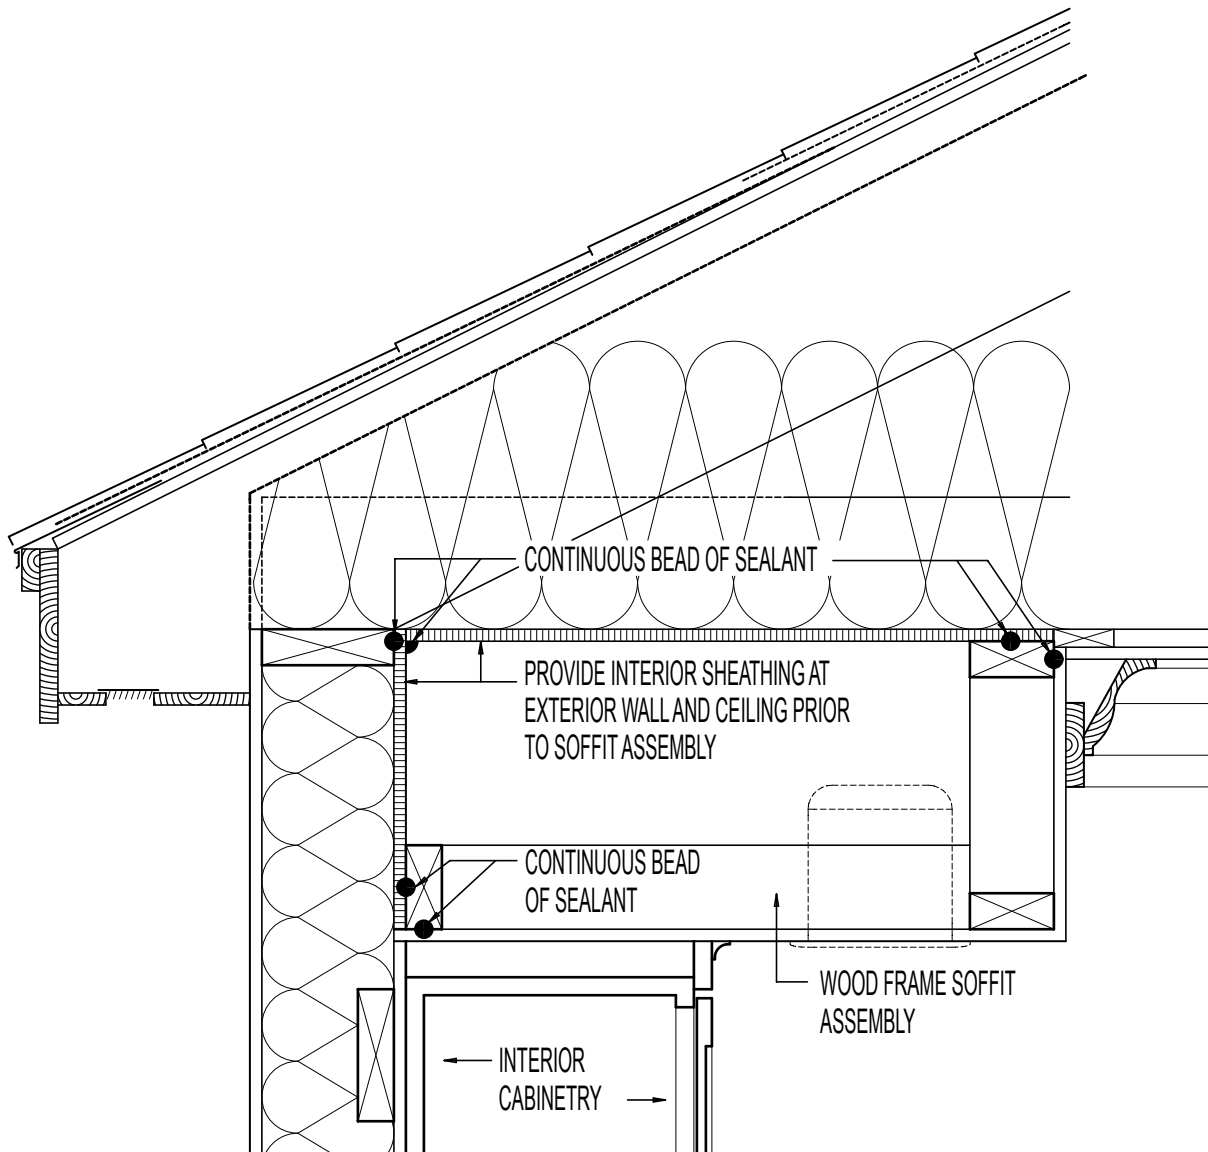 CONTINUOUS BEAD OF SEALANT
PROVIDE INTERIOR SHEATHING AT
EXTERIOR WALL AND CEILING PRIOR
TO SOFFIT ASSEMBLY
CONTINUOUS BEAD
OF SEALANT
WOOD FRAME SOFFIT
ASSEMBLY
INTERIOR
CABINETRY